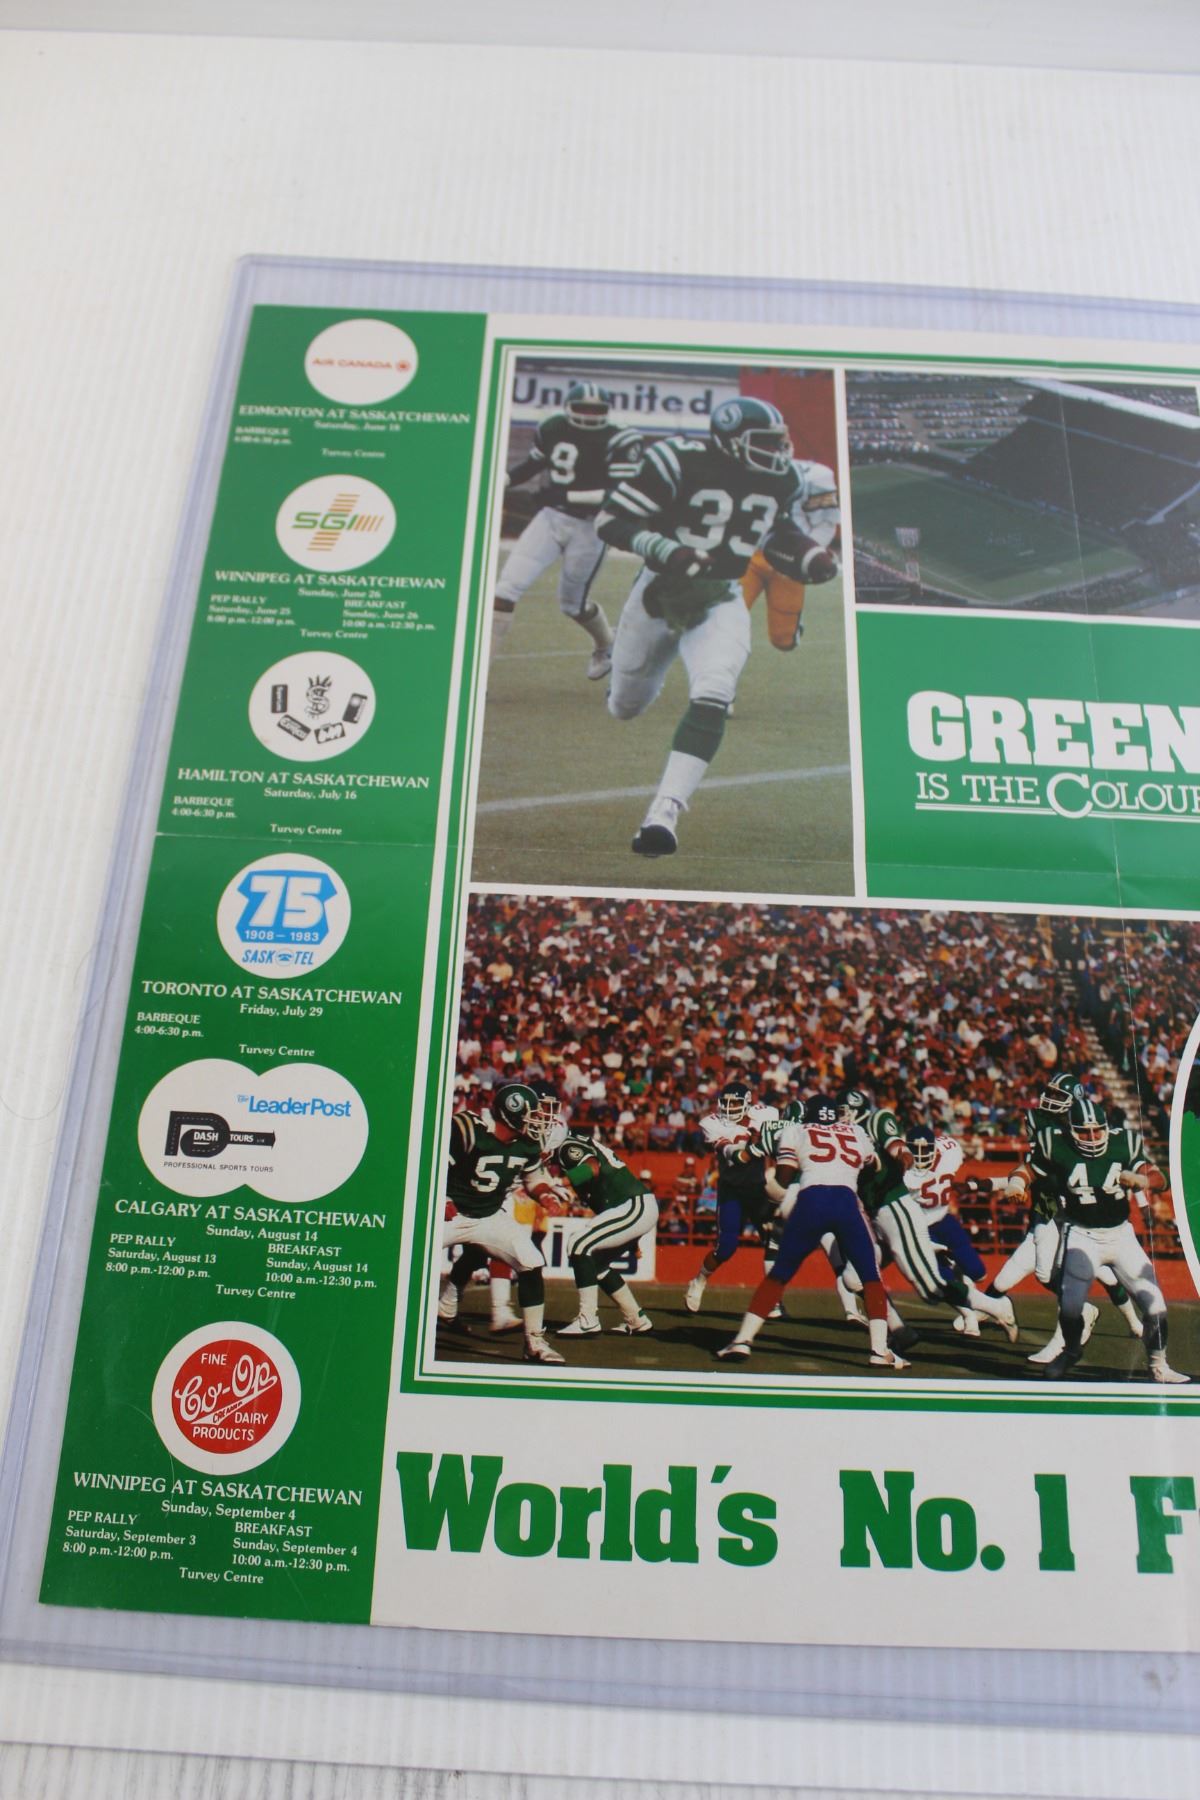 AIR CANADA
EDMONTON AT SASKATCHEWAN
Saturday, June 18
BARBEQUE
4:00-6:30 p.m.
Turvey Centre
SGI
WINNIPEG AT SASKATCHEWAN
Sunday, June 26
PEP RALLY
Saturday, June 25
8:00 p.m.-12:00 p.m.
BREAKFAST
Sunday, June 26
10:00 a.m.-12:30 p.m.
Turvey Centre
HAMILTON AT SASKATCHEWAN
Saturday, July 16
BARBEQUE
4:00-6:30 p.m.
Turvey Centre
75
1908-1983
SASK TEL
TORONTO AT SASKATCHEWAN
Friday, July 29
BARBEQUE
4:00-6:30 p.m.
Turvey Centre
The LeaderPost
DASH TOURS
PROFESSIONAL SPORTS TOURS
CALGARY AT SASKATCHEWAN
Sunday, August 14
PEP RALLY
Saturday, August 13
8:00 p.m.-12:00 p.m.
BREAKFAST
Sunday, August 14
10:00 a.m.-12:30 p.m.
Turvey Centre
FINE
Co-Op
DAIRY
PRODUCTS
WINNIPEG AT SASKATCHEWAN
Sunday, September 4
PEP RALLY
Saturday, September 3
8:00 p.m.-12:00 p.m.
BREAKFAST
Sunday, September 4
10:00 a.m.-12:30 p.m.
Turvey Centre
Unlimited
9
33
S
GREEN
IS THE COLOUR
57
55
55
52
44
World's No. 1 F